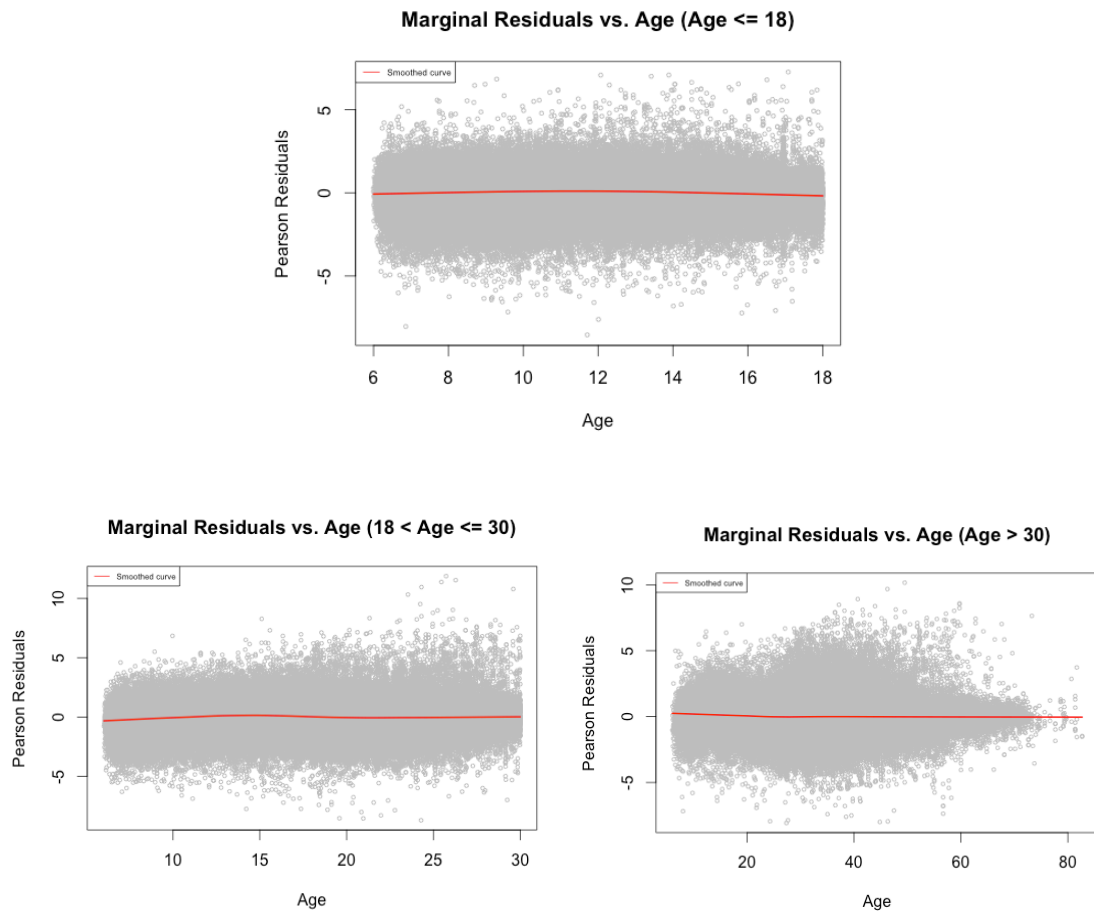 Marginal Residuals vs. Age (Age <= 18)
Smoothed curve
Pearson Residuals
5
0
-5
6 8 10 12 14 16 18
Age
Marginal Residuals vs. Age (18 < Age <= 30)
Smoothed curve
Pearson Residuals
10
5
0
-5
10 15 20 25 30
Age
Marginal Residuals vs. Age (Age > 30)
Smoothed curve
Pearson Residuals
10
5
0
-5
20 40 60 80
Age